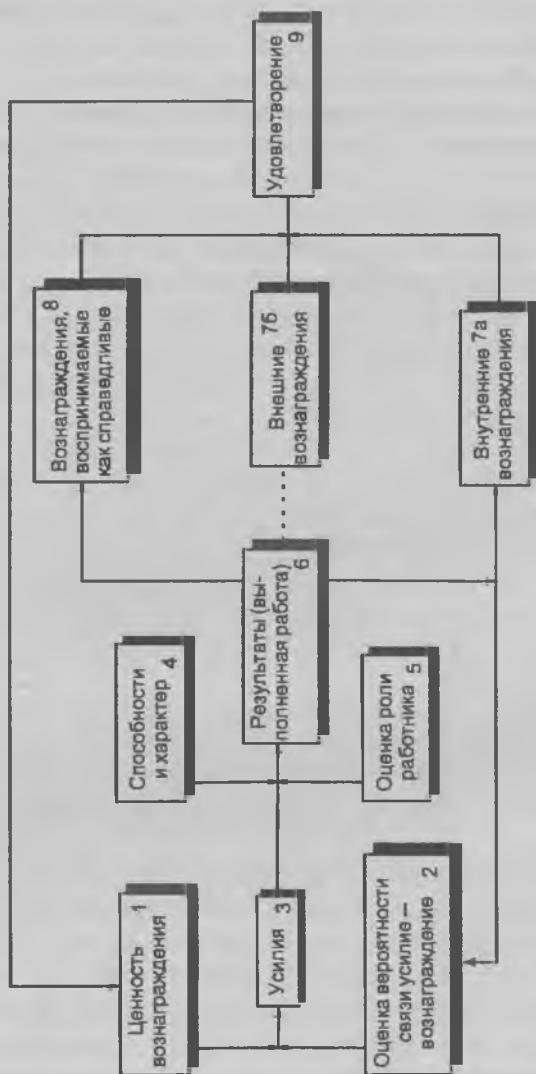 Ценность 1
вознаграждения
Оценка вероятности
связи усилие —
вознаграждение 2
Усилия 3
Способности
и характер 4
Оценка роли
работника 5
Результаты (вы-
полненная работа)
6
Внутренние 7а
вознаграждения
Внешние 7б
вознаграждения
Вознаграждения, 8
воспринимаемые
как справедливые
Удовлетворение
9